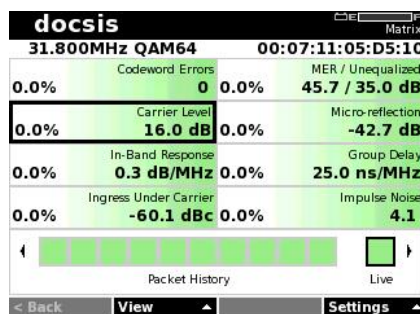 docsis
Matrix
31.800MHz QAM64 00:07:11:05:D5:10
Codeword Errors
0.0% 0
MER / Unequalized
0.0% 45.7 / 35.0 dB
Carrier Level
0.0% 16.0 dB
Micro-reflection
0.0% -42.7 dB
In-Band Response
0.0% 0.3 dB/MHz
Group Delay
0.0% 25.0 ns/MHz
Ingress Under Carrier
0.0% -60.1 dBc
Impulse Noise
0.0% 4.1
Packet History
Live
< Back View Settings